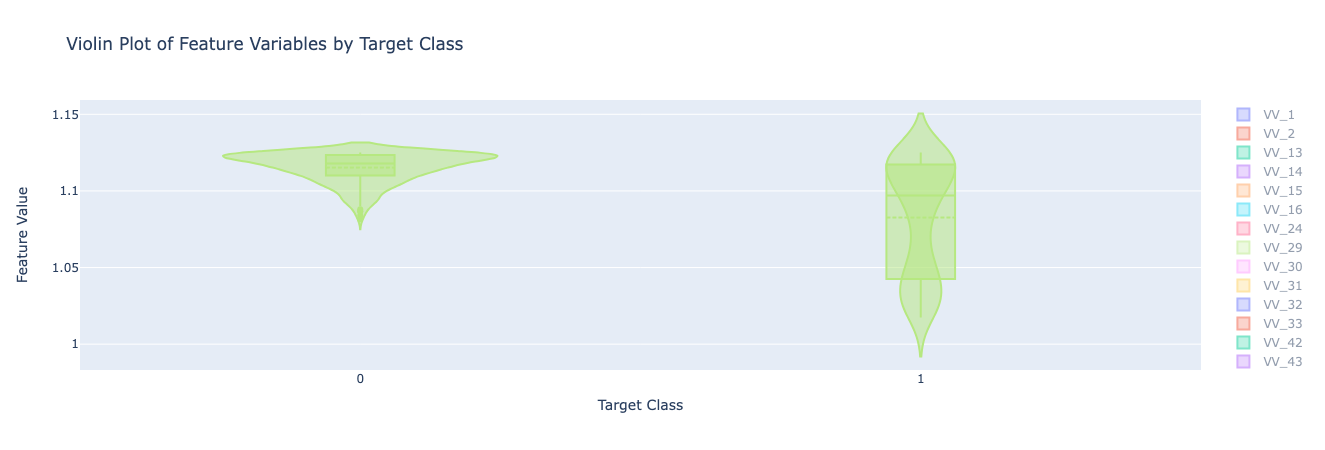 Violin Plot of Feature Variables by Target Class
1.15
1.1
1.05
1
Feature Value
0
1
Target Class
VV_1
VV_2
VV_13
VV_14
VV_15
VV_16
VV_24
VV_29
VV_30
VV_31
VV_32
VV_33
VV_42
VV_43